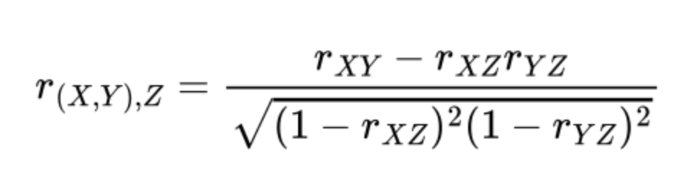 r_{(X,Y),Z} = \frac{r_{XY} - r_{XZ}r_{YZ}}{\sqrt{(1 - r_{XZ})^2(1 - r_{YZ})^2}}